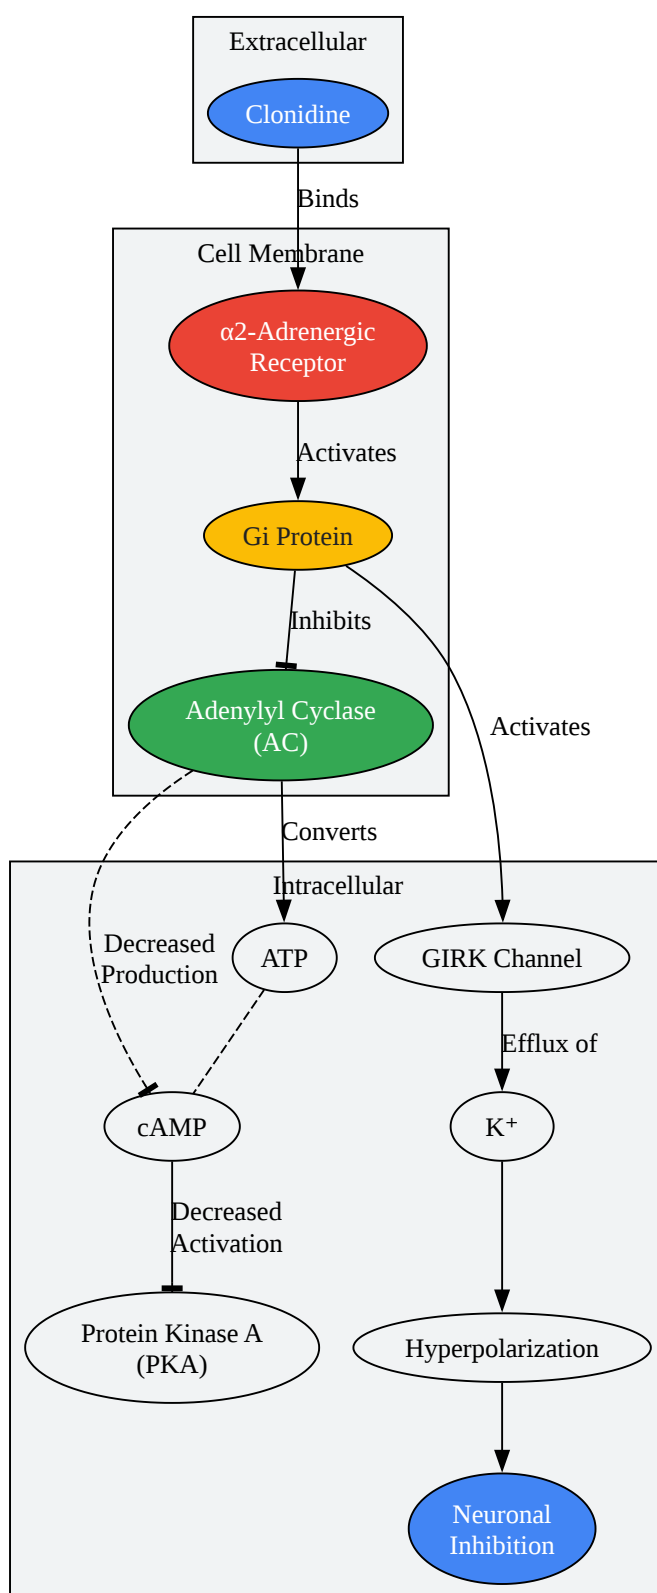 Extracellular
Clonidine
Binds
Cell Membrane
α2-Adrenergic
Receptor
Activates
Gi Protein
Inhibits
Adenylyl Cyclase
(AC)
Activates
Converts
Intracellular
Decreased
Production
ATP
GIRK Channel
Efflux of
cAMP
K⁺
Decreased
Activation
Protein Kinase A
(PKA)
Hyperpolarization
Neuronal
Inhibition